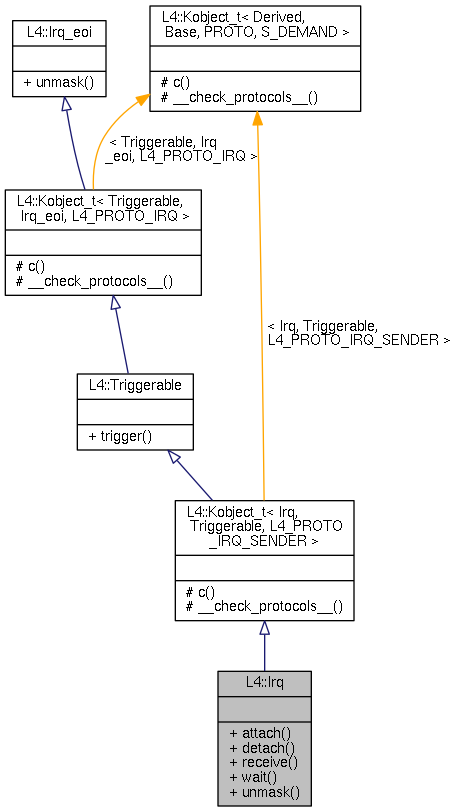 L4::Irq_eoi
+ unmask()
L4::Kobject_t< Derived,
Base, PROTO, S_DEMAND >
# c()
# __check_protocols__()
< Triggerable, Irq
_eoi, L4_PROTO_IRQ >
L4::Kobject_t< Triggerable,
Irq_eoi, L4_PROTO_IRQ >
# c()
# __check_protocols__()
< Irq, Triggerable,
L4_PROTO_IRQ_SENDER >
L4::Triggerable
+ trigger()
L4::Kobject_t< Irq,
Triggerable, L4_PROTO
_IRQ_SENDER >
# c()
# __check_protocols__()
L4::Irq
+ attach()
+ detach()
+ receive()
+ wait()
+ unmask()